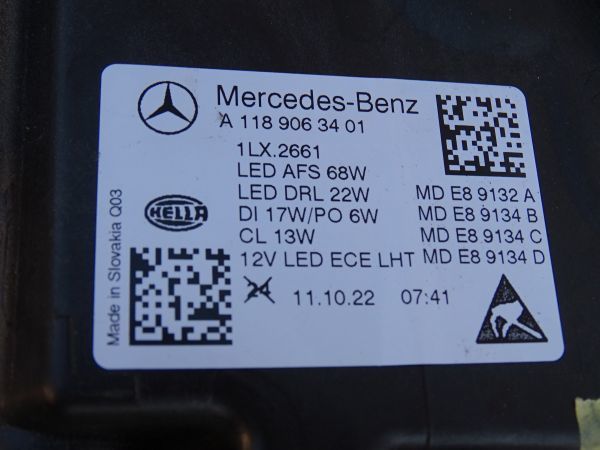 Mercedes-Benz
A 118 906 34 01
1LX.2661
LED AFS 68W
LED DRL 22W MD E8 9132 A
DI 17W/PO 6W MD E8 9134 B
CL 13W MD E8 9134 C
12V LED ECE LHT MD E8 9134 D
11.10.22 07:41
HELLA
Made in Slovakia Q03